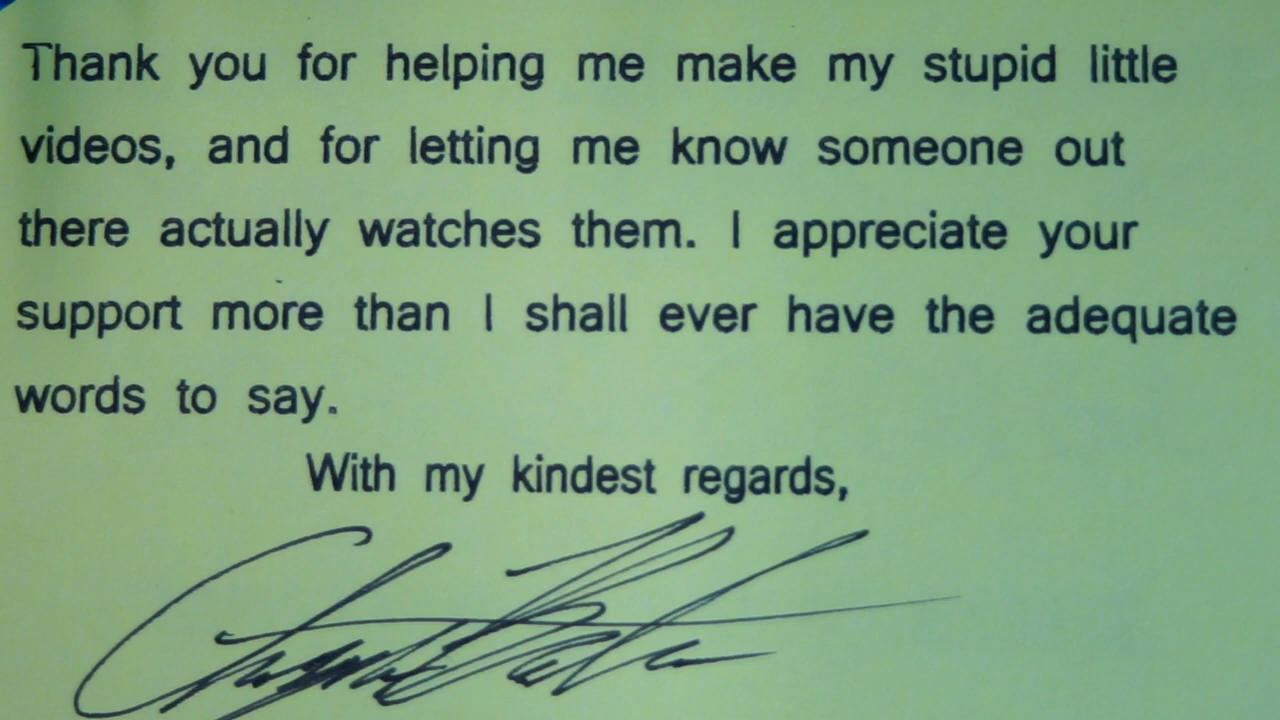 Thank you for helping me make my stupid little
videos, and for letting me know someone out
there actually watches them. I appreciate your
support more than I shall ever have the adequate
words to say.
With my kindest regards,